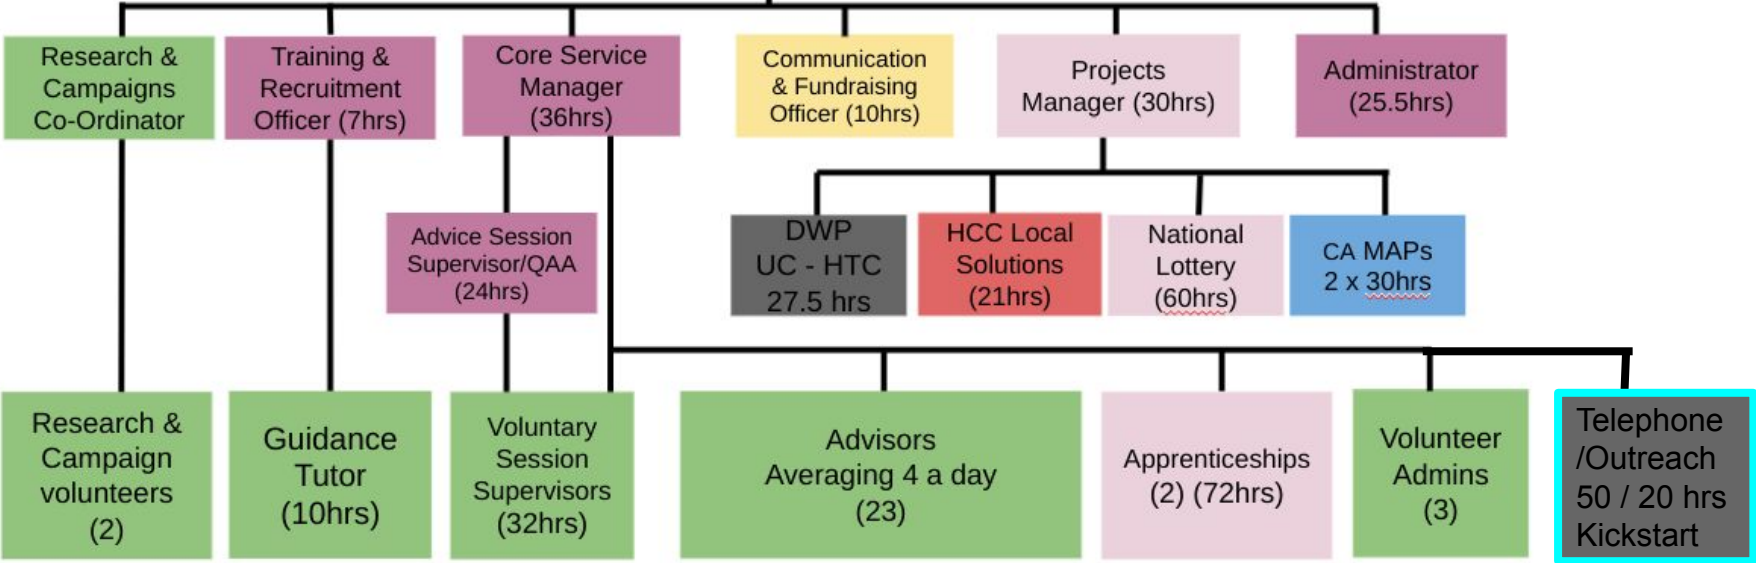 Research &
Campaigns
Co-Ordinator
Training &
Recruitment
Officer (7hrs)
Core Service
Manager
(36hrs)
Communication
& Fundraising
Officer (10hrs)
Projects
Manager (30hrs)
Administrator
(25.5hrs)
Advice Session
Supervisor/QAA
(24hrs)
DWP
UC - HTC
27.5 hrs
HCC Local
Solutions
(21hrs)
National
Lottery
(60hrs)
CA MAPs
2 x 30hrs
Research &
Campaign
volunteers
(2)
Guidance
Tutor
(10hrs)
Voluntary
Session
Supervisors
(32hrs)
Advisors
Averaging 4 a day
(23)
Apprenticeships
(2) (72hrs)
Volunteer
Admins
(3)
Telephone
/Outreach
50 / 20 hrs
Kickstart